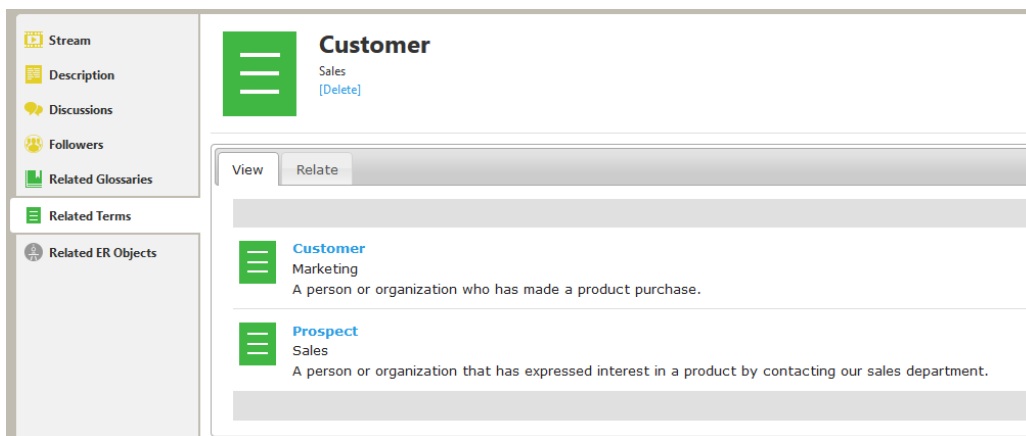 Stream
Description
Discussions
Followers
Related Glossaries
Related Terms
Related ER Objects
Customer
Sales
[Delete]
View
Relate
Customer
Marketing
A person or organization who has made a product purchase.
Prospect
Sales
A person or organization that has expressed interest in a product by contacting our sales department.